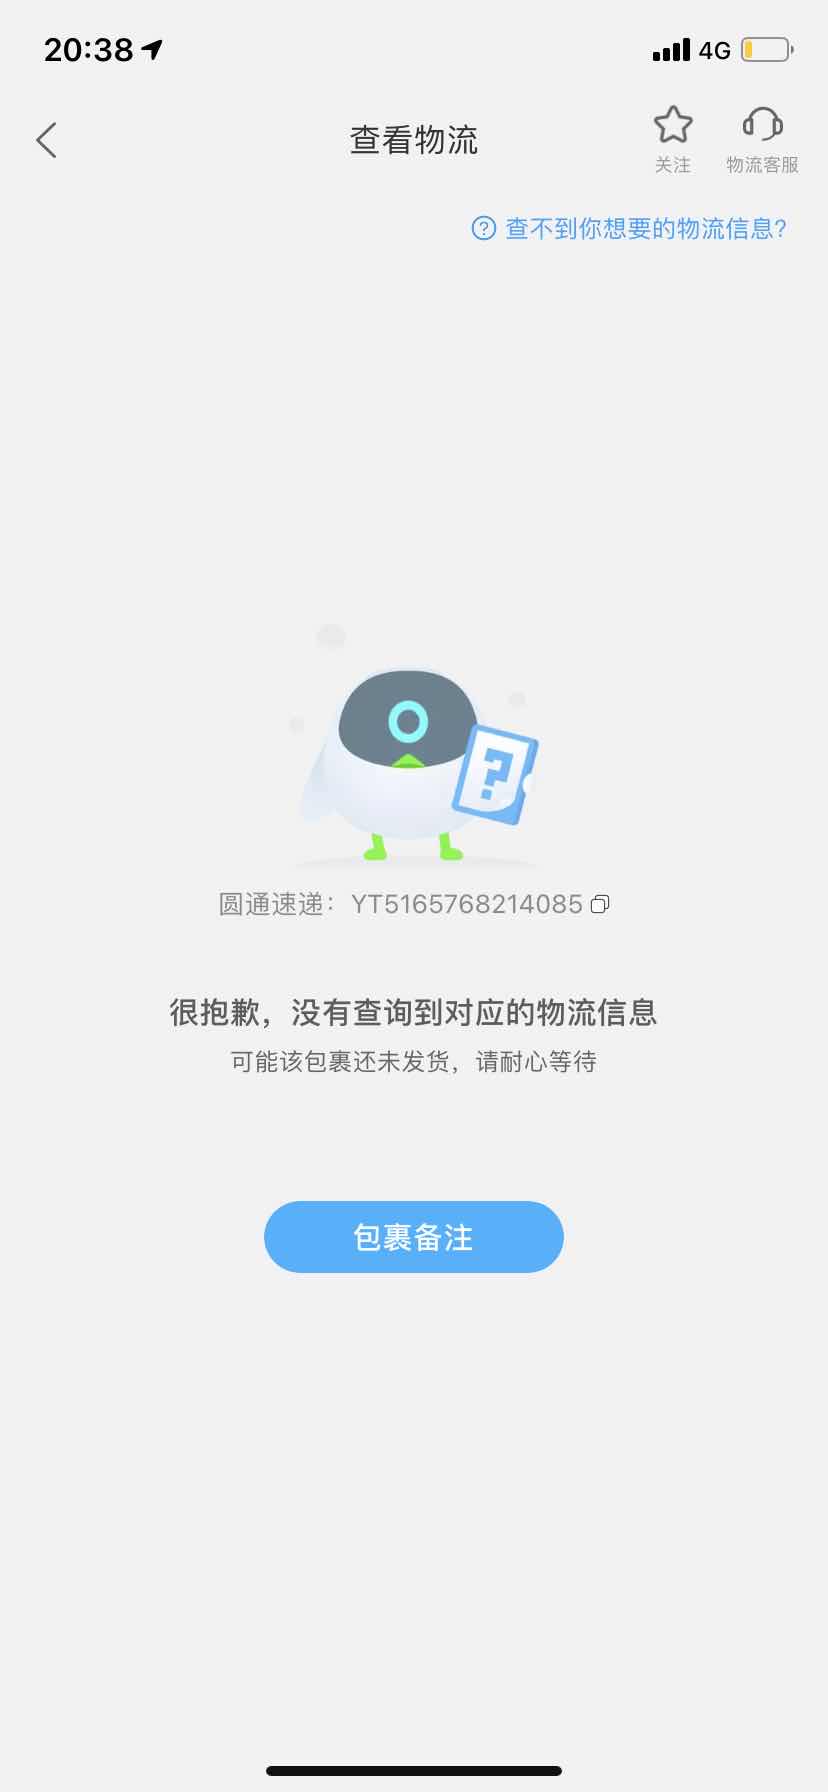 20:38
4G
查看物流
关注
物流客服
查不到你想要的物流信息?
圆通速递：YT5165768214085
很抱歉，没有查询到对应的物流信息
可能该包裹还未发货，请耐心等待
包裹备注